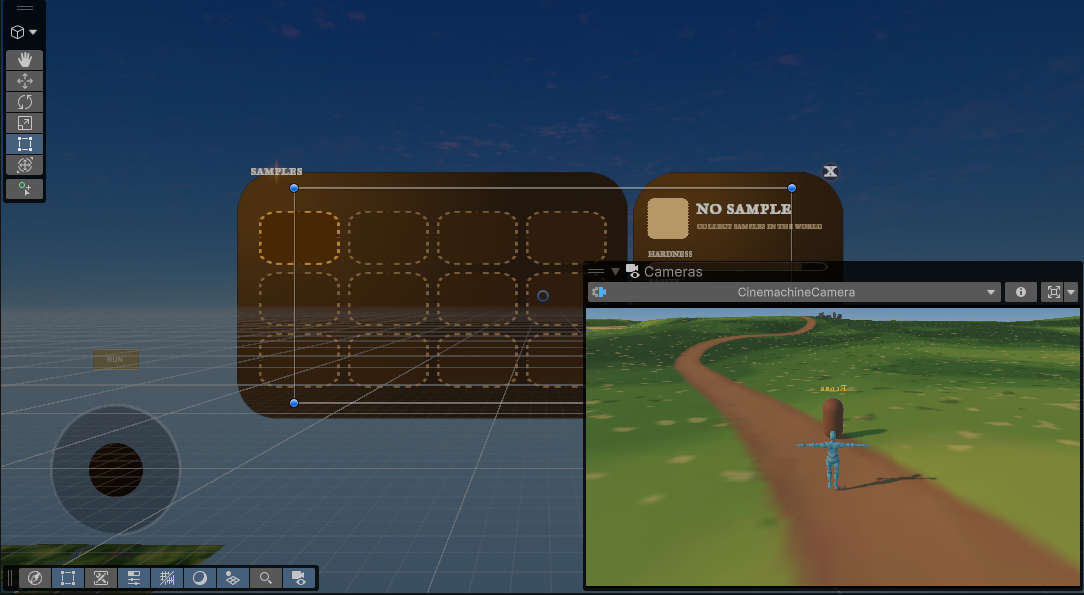 SAMPLES
X
NO SAMPLE
COLLECT SAMPLES IN THE WORLD
HARDNESS
Cameras
CinemachineCamera
RUN